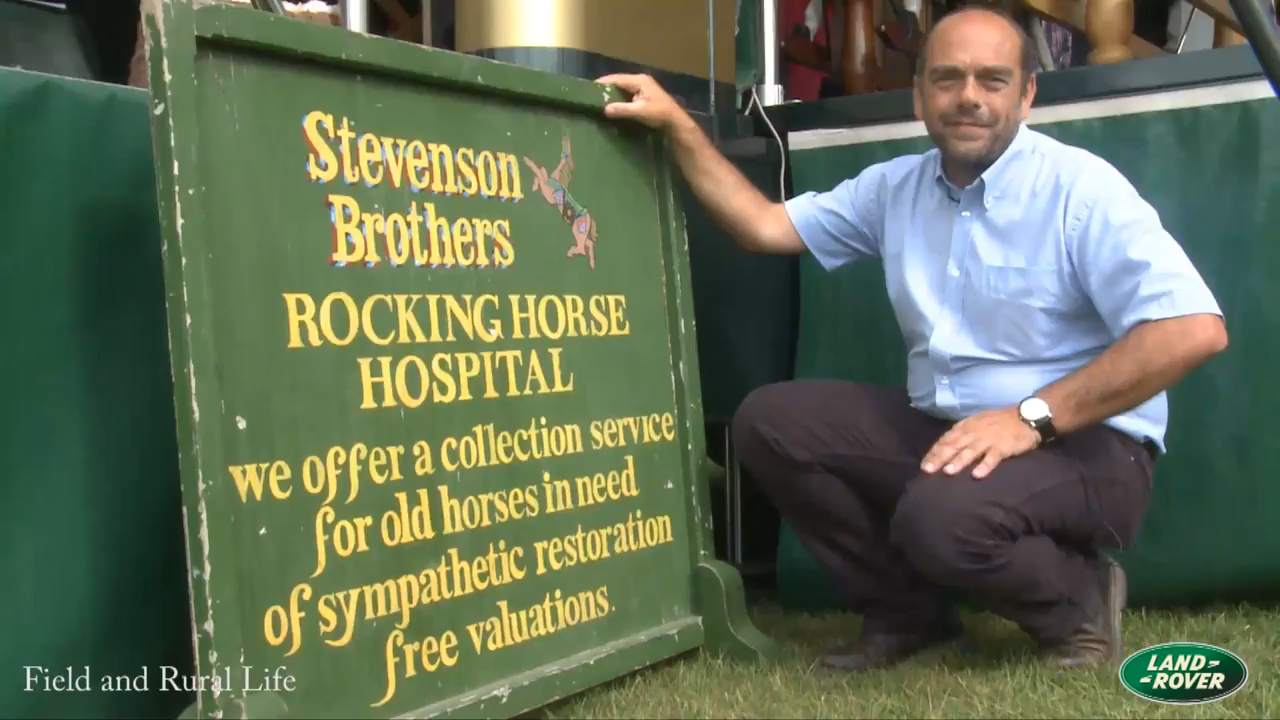 Stevenson
Brothers
ROCKING HORSE
HOSPITAL
we offer a collection service
for old horses in need
of sympathetic restoration
free valuations.
Field and Rural Life
LAND-
-ROVER